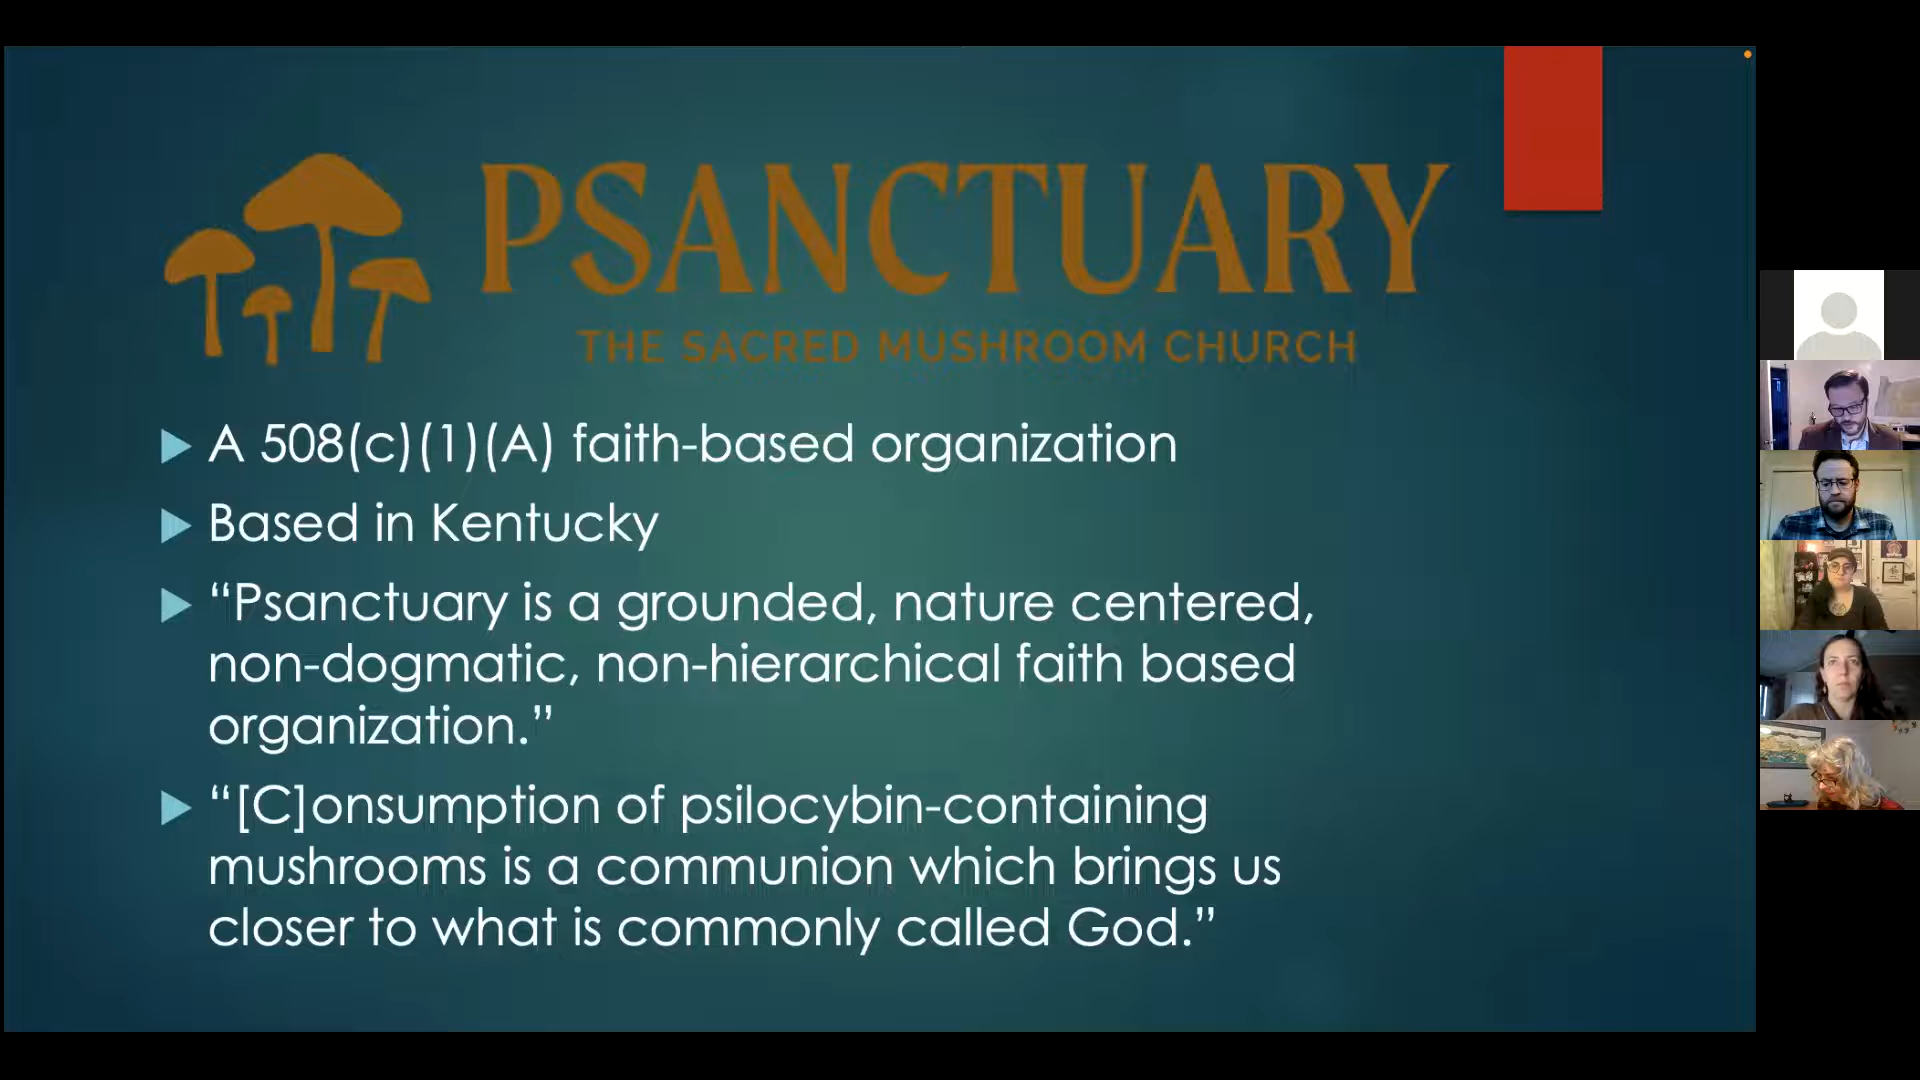 PSANCTUARY
THE SACRED MUSHROOM CHURCH
A 508(c)(1)(A) faith-based organization
Based in Kentucky
“Psanctuary is a grounded, nature centered,
non-dogmatic, non-hierarchical faith based
organization.”
“[C]onsumption of psilocybin-containing
mushrooms is a communion which brings us
closer to what is commonly called God.”